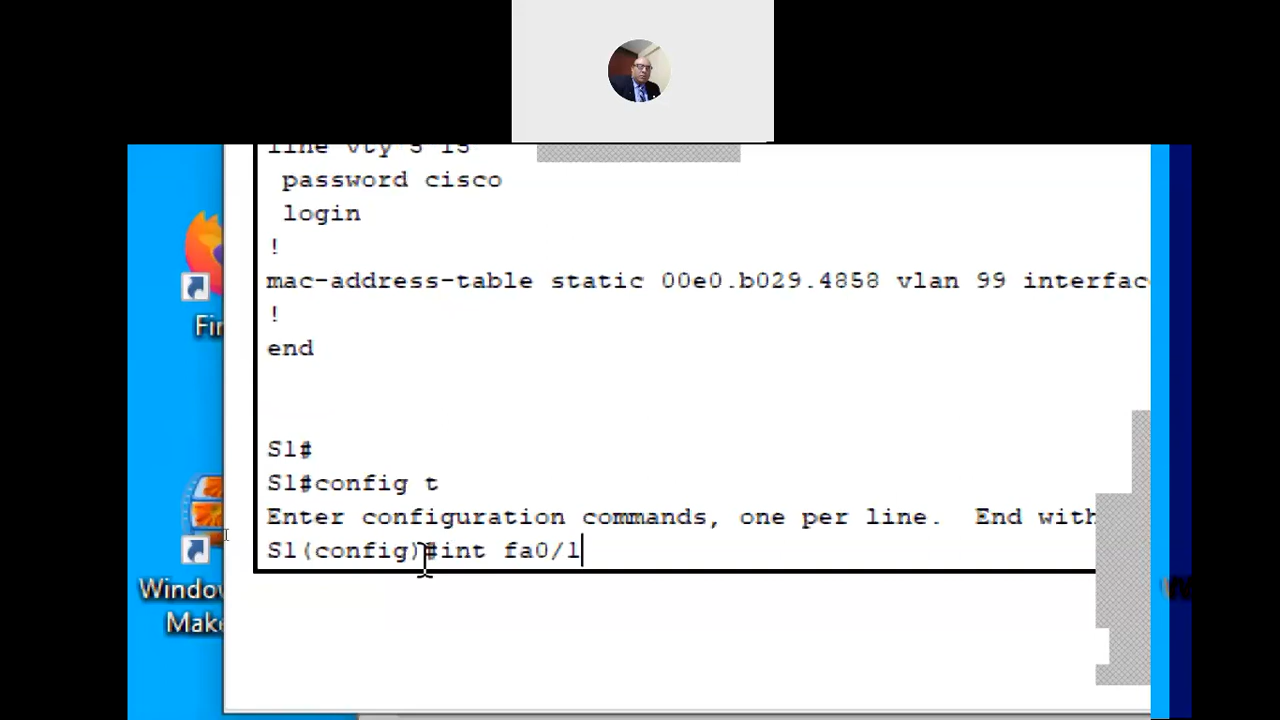 line vty 5 15
password cisco
login
!
mac-address-table static 00e0.b029.4858 vlan 99 interfac
!
end
S1#
S1#config t
Enter configuration commands, one per line.  End with
S1(config)#int fa0/1
Fir
Window
Make